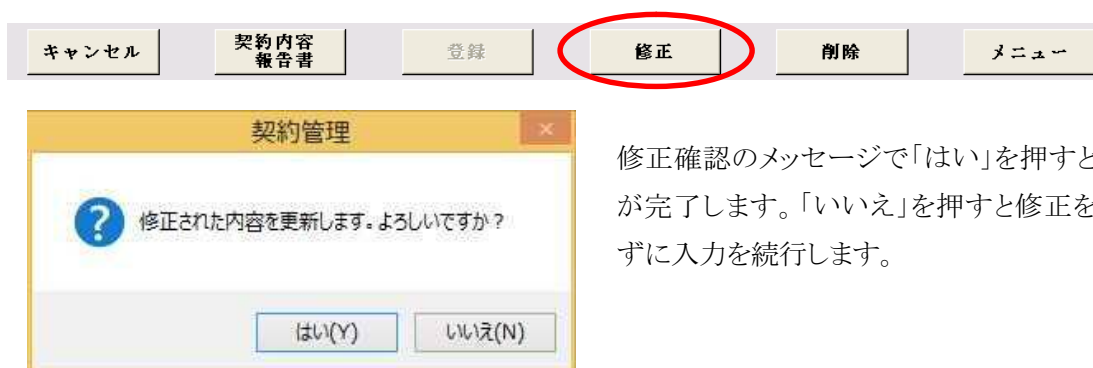 キャンセル
契約内容
報告書
登録
修正
削除
メニュー
契約管理
修正された内容を更新します。よろしいですか？
はい(Y)
いいえ(N)
修正確認のメッセージで「はい」を押すと
が完了します。「いいえ」を押すと修正を
ずに入力を続行します。